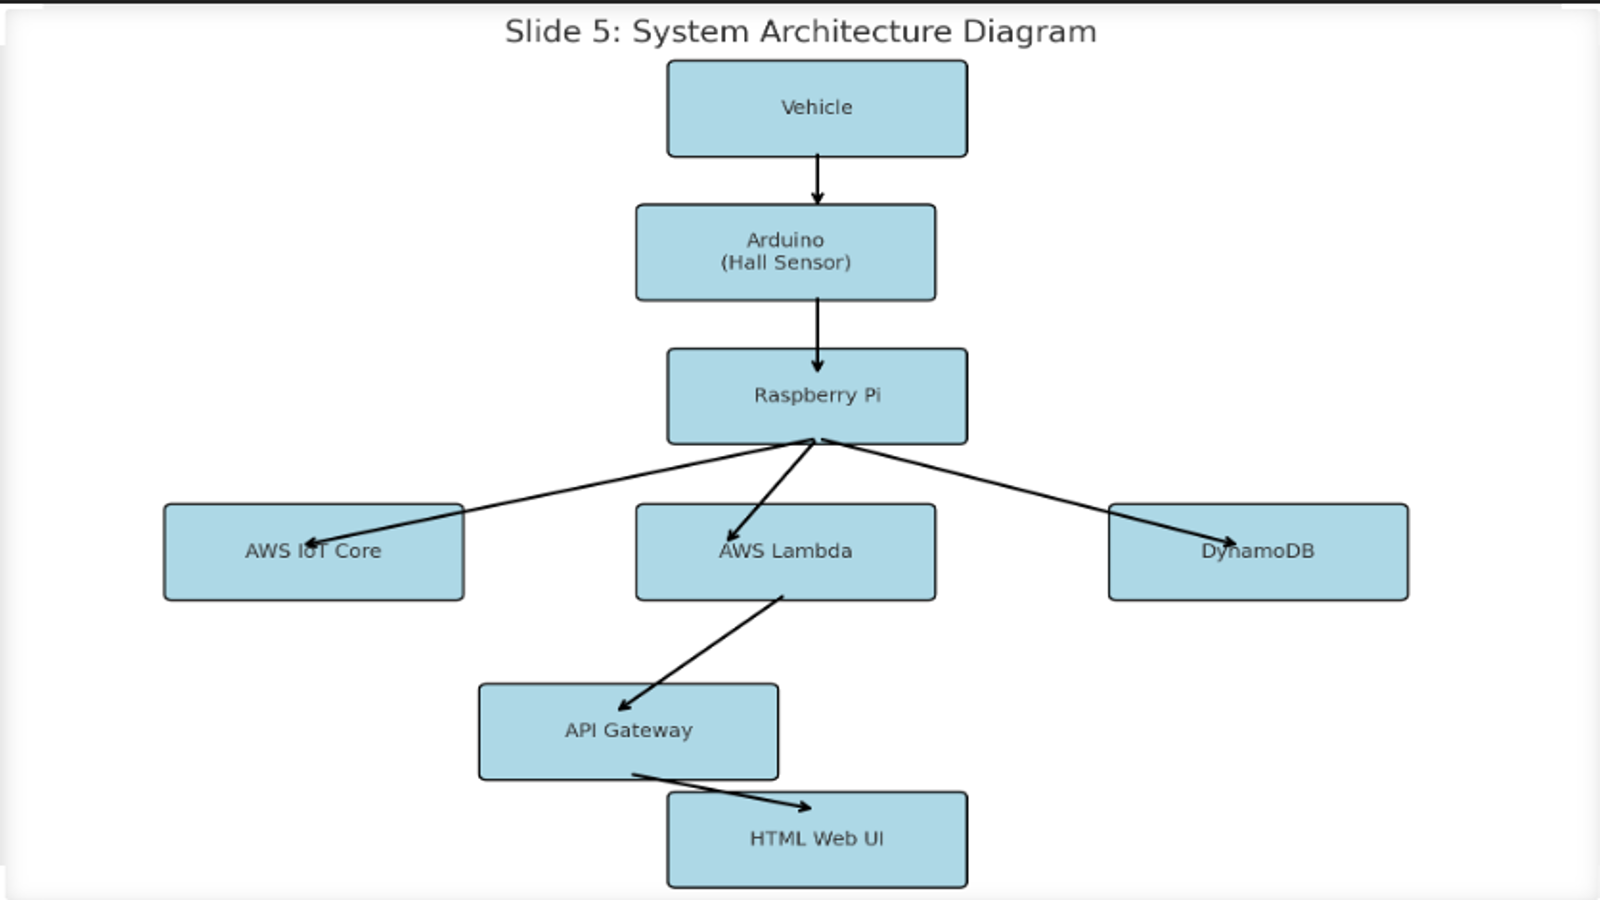 Slide 5: System Architecture Diagram
Vehicle
Arduino
(Hall Sensor)
Raspberry Pi
AWS IoT Core
AWS Lambda
DynamoDB
API Gateway
HTML Web UI